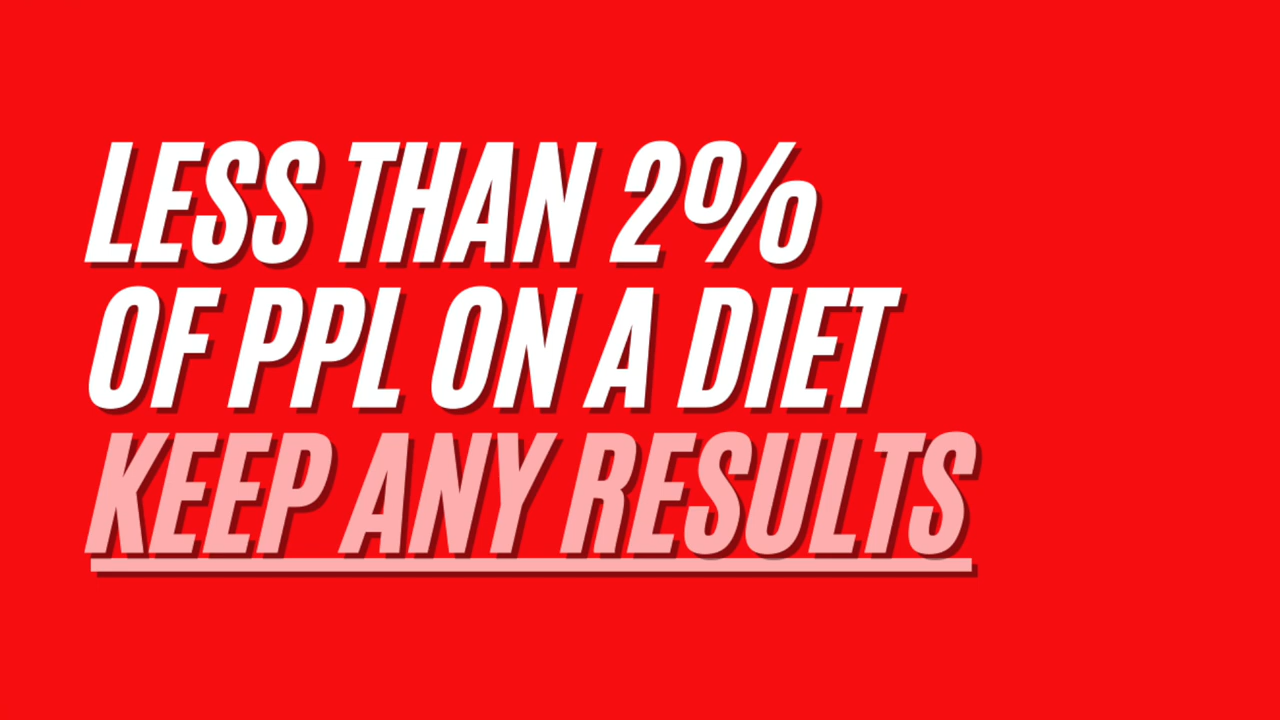 LESS THAN 2%
OF PPL ON A DIET
KEEP ANY RESULTS